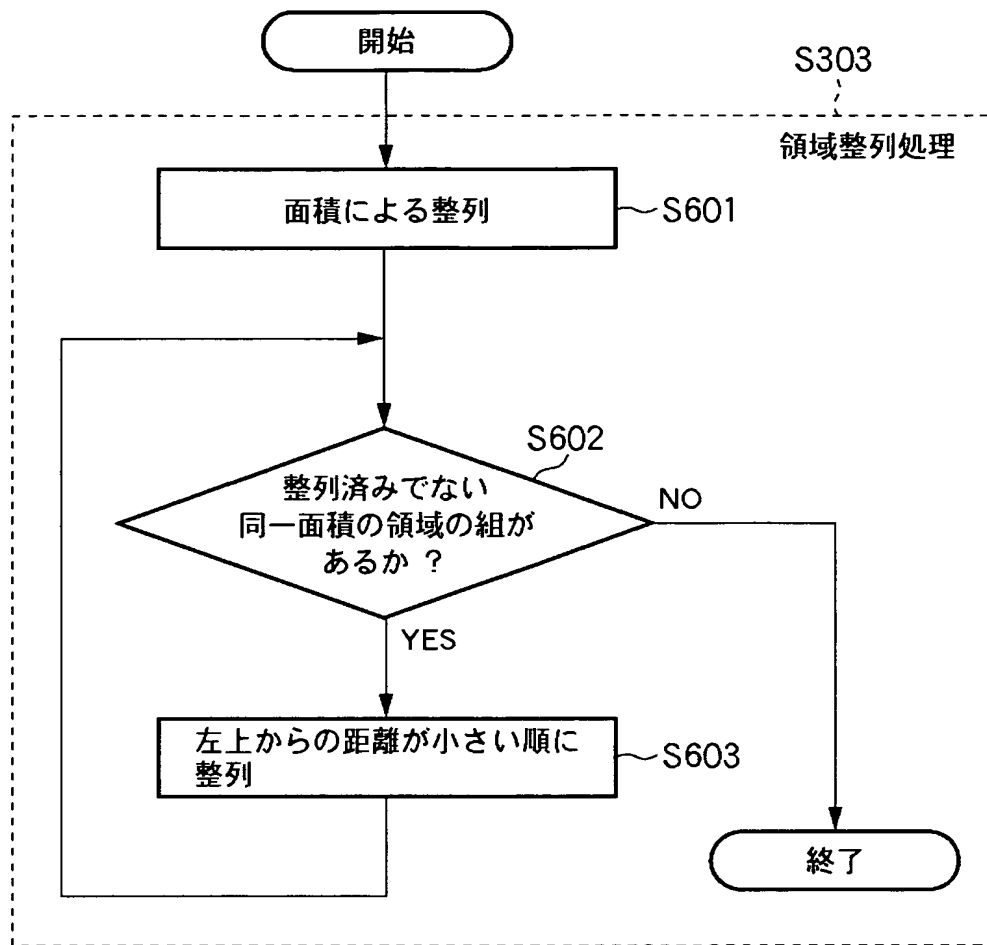 開始
S303
領域整列処理
面積による整列
S601
S602
整列済みでない
同一面積の領域の組が
あるか ？
NO
YES
左上からの距離が小さい順に
整列
S603
終了